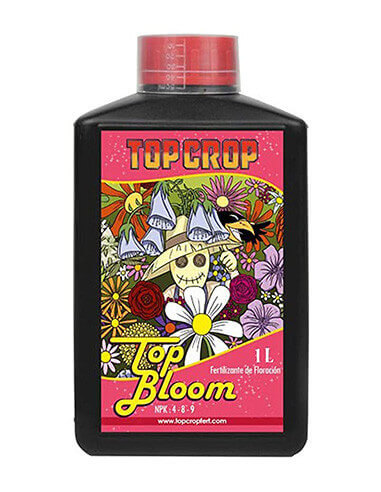 TOP CROP
Top
Bloom
1 L
Fertilizante de Floración
NPK : 4 - 8 - 9
www.topcropfert.com